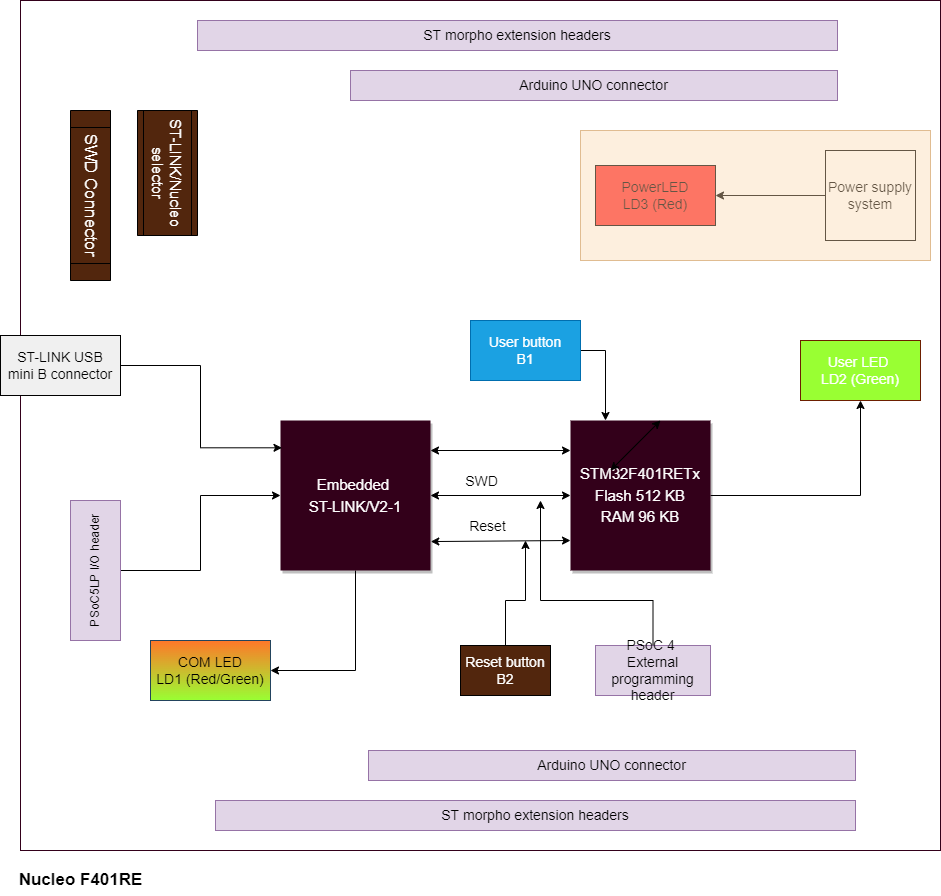 ST morpho extension headers
Arduino UNO connector
SWD Connector
ST-LINK/Nucleo
selector
PowerLED
LD3 (Red)
Power supply
system
ST-LINK USB
mini B connector
User button
B1
User LED
LD2 (Green)
Embedded
ST-LINK/V2-1
SWD
Reset
STM32F401RETx
Flash 512 KB
RAM 96 KB
PSoC5LP I/O header
COM LED
LD1 (Red/Green)
Reset button
B2
PSoC 4
External
programming
header
Arduino UNO connector
ST morpho extension headers
Nucleo F401RE